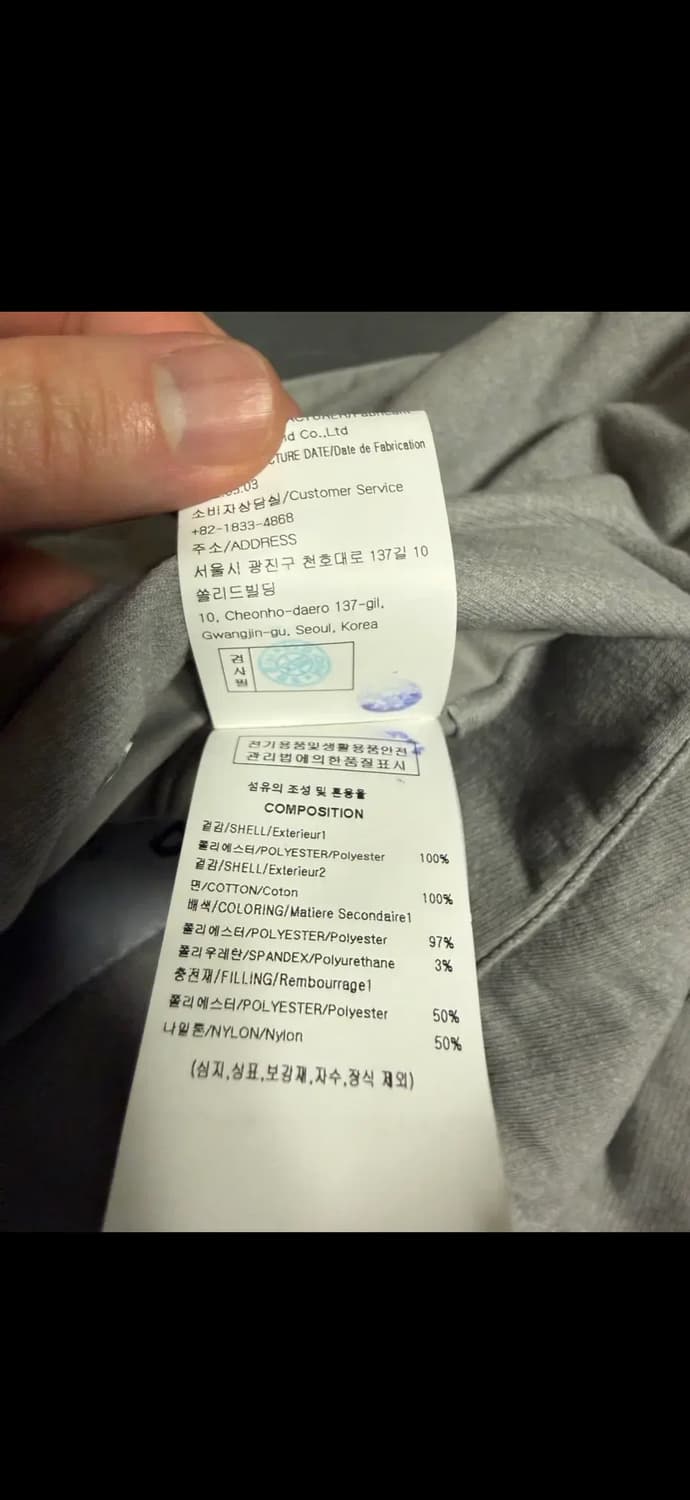 Co.,Ltd
DATE/Date de Fabrication
소비자상담실/Customer Service
+82-1833-4868
주소/ADDRESS
서울시 광진구 천호대로 137길 10
쏠리드빌딩
10, Cheonho-daero 137-gil,
Gwangjin-gu, Seoul, Korea
검사필
전기용품및생활용품안전
관리법에의한품질표시
섬유의 조성 및 혼용율
COMPOSITION
겉감/SHELL/Exterieur1
폴리에스터/POLYESTER/Polyester 100%
겉감/SHELL/Exterieur2
면/COTTON/Coton 100%
배색/COLORING/Matiere Secondaire1
폴리에스터/POLYESTER/Polyester 97%
폴리우레탄/SPANDEX/Polyurethane 3%
충전재/FILLING/Rembourrage1
폴리에스터/POLYESTER/Polyester 50%
나일론/NYLON/Nylon 50%
(심지,싱표,보강재,자수,장식 제외)